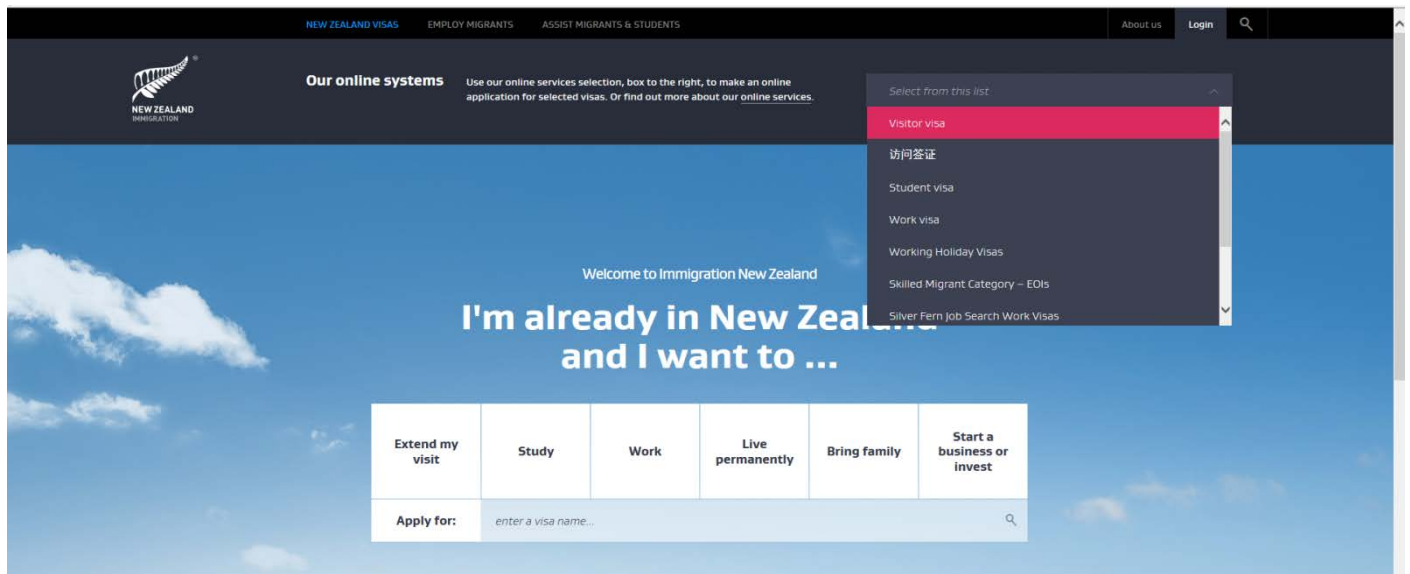 NEW ZEALAND VISAS EMPLOY MIGRANTS ASSIST MIGRANTS & STUDENTS About us Login
NEW ZEALAND
IMMIGRATION
Our online systems
Use our online services selection, box to the right, to make an online
application for selected visas. Or find out more about our online services.
Select from this list
Visitor visa
访问签证
Student visa
Work visa
Working Holiday Visas
Skilled Migrant Category – EOIs
Silver Fern Job Search Work Visas
Welcome to Immigration New Zealand
I'm already in New Zealand
and I want to ...
Extend my
visit
Study
Work
Live
permanently
Bring family
Start a
business or
invest
Apply for:
enter a visa name...